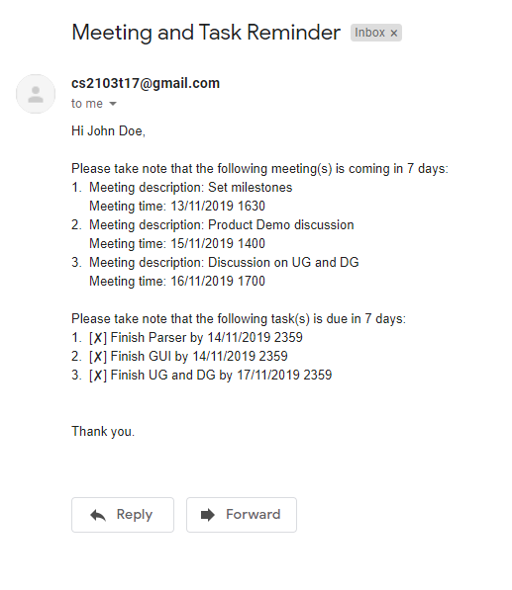 Meeting and Task Reminder Inbox ×
cs2103t17@gmail.com
to me
Hi John Doe,
Please take note that the following meeting(s) is coming in 7 days:
1. Meeting description: Set milestones
Meeting time: 13/11/2019 1630
2. Meeting description: Product Demo discussion
Meeting time: 15/11/2019 1400
3. Meeting description: Discussion on UG and DG
Meeting time: 16/11/2019 1700
Please take note that the following task(s) is due in 7 days:
1. [✗] Finish Parser by 14/11/2019 2359
2. [✗] Finish GUI by 14/11/2019 2359
3. [✗] Finish UG and DG by 17/11/2019 2359
Thank you.
Reply Forward